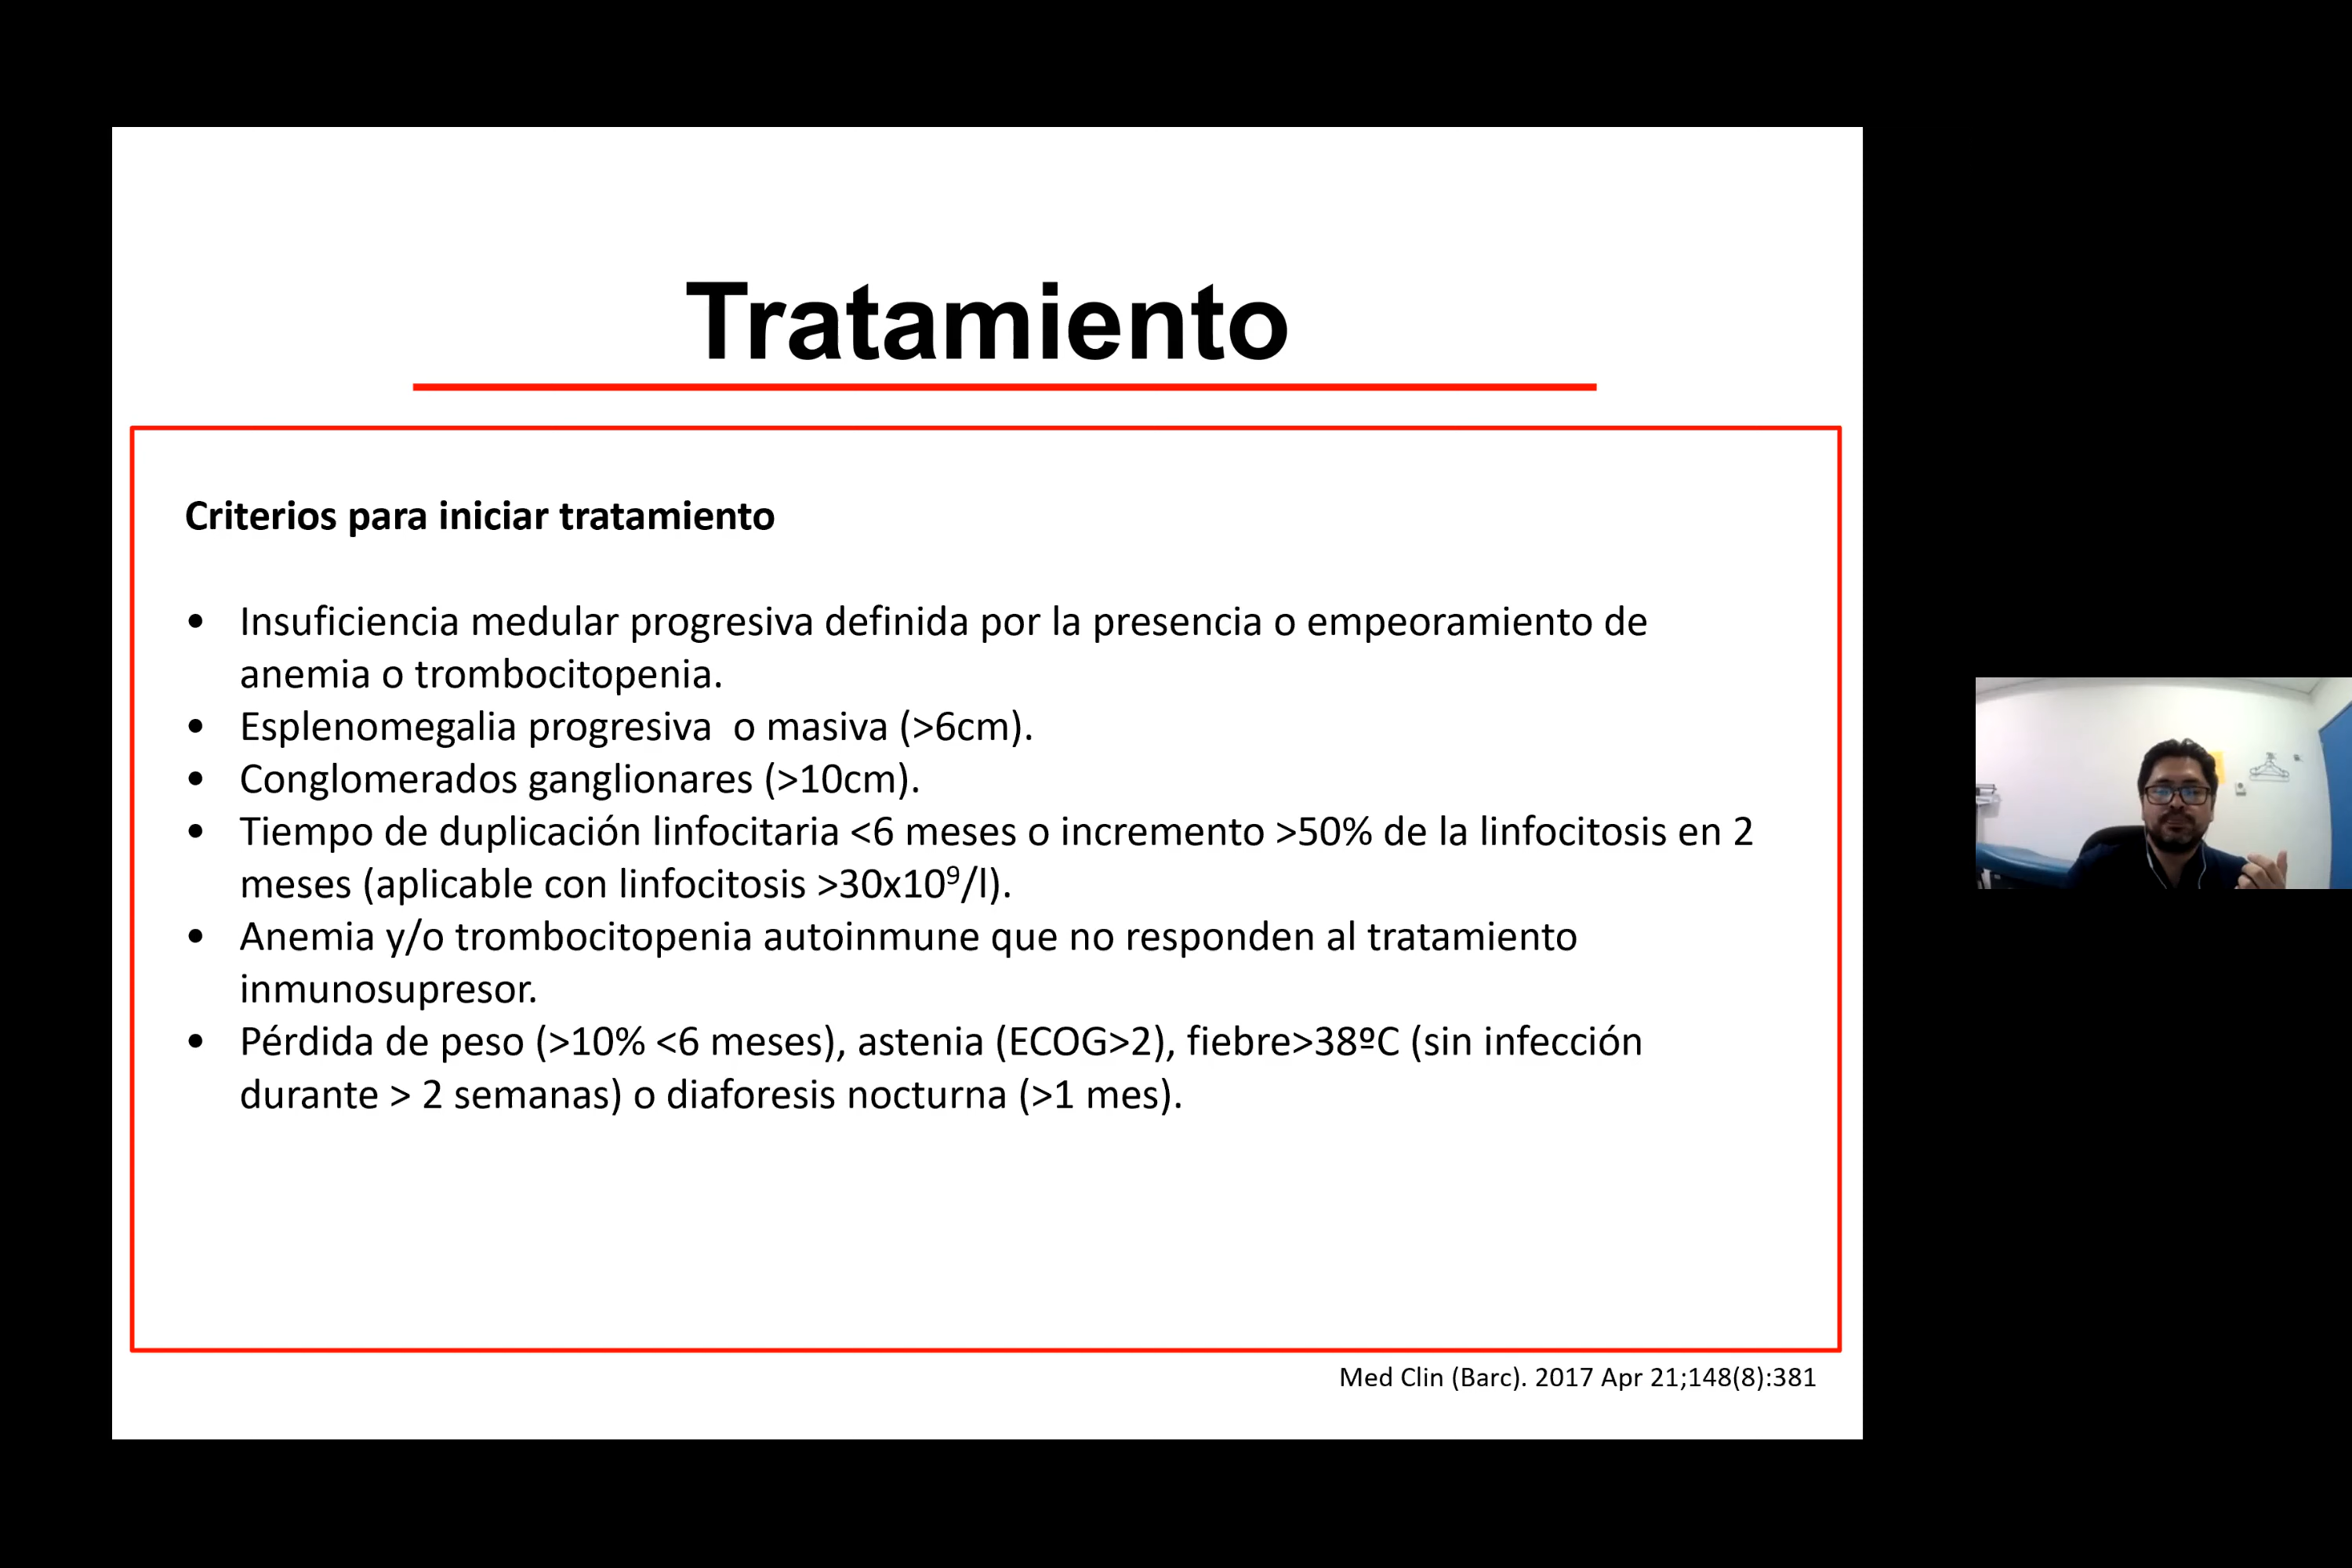 Tratamiento
Criterios para iniciar tratamiento
• Insuficiencia medular progresiva definida por la presencia o empeoramiento de
anemia o trombocitopenia.
• Esplenomegalia progresiva  o masiva (>6cm).
• Conglomerados ganglionares (>10cm).
• Tiempo de duplicación linfocitaria <6 meses o incremento >50% de la linfocitosis en 2
meses (aplicable con linfocitosis >30x10⁹/l).
• Anemia y/o trombocitopenia autoinmune que no responden al tratamiento
inmunosupresor.
• Pérdida de peso (>10% <6 meses), astenia (ECOG>2), fiebre>38ºC (sin infección
durante > 2 semanas) o diaforesis nocturna (>1 mes).
Med Clin (Barc). 2017 Apr 21;148(8):381